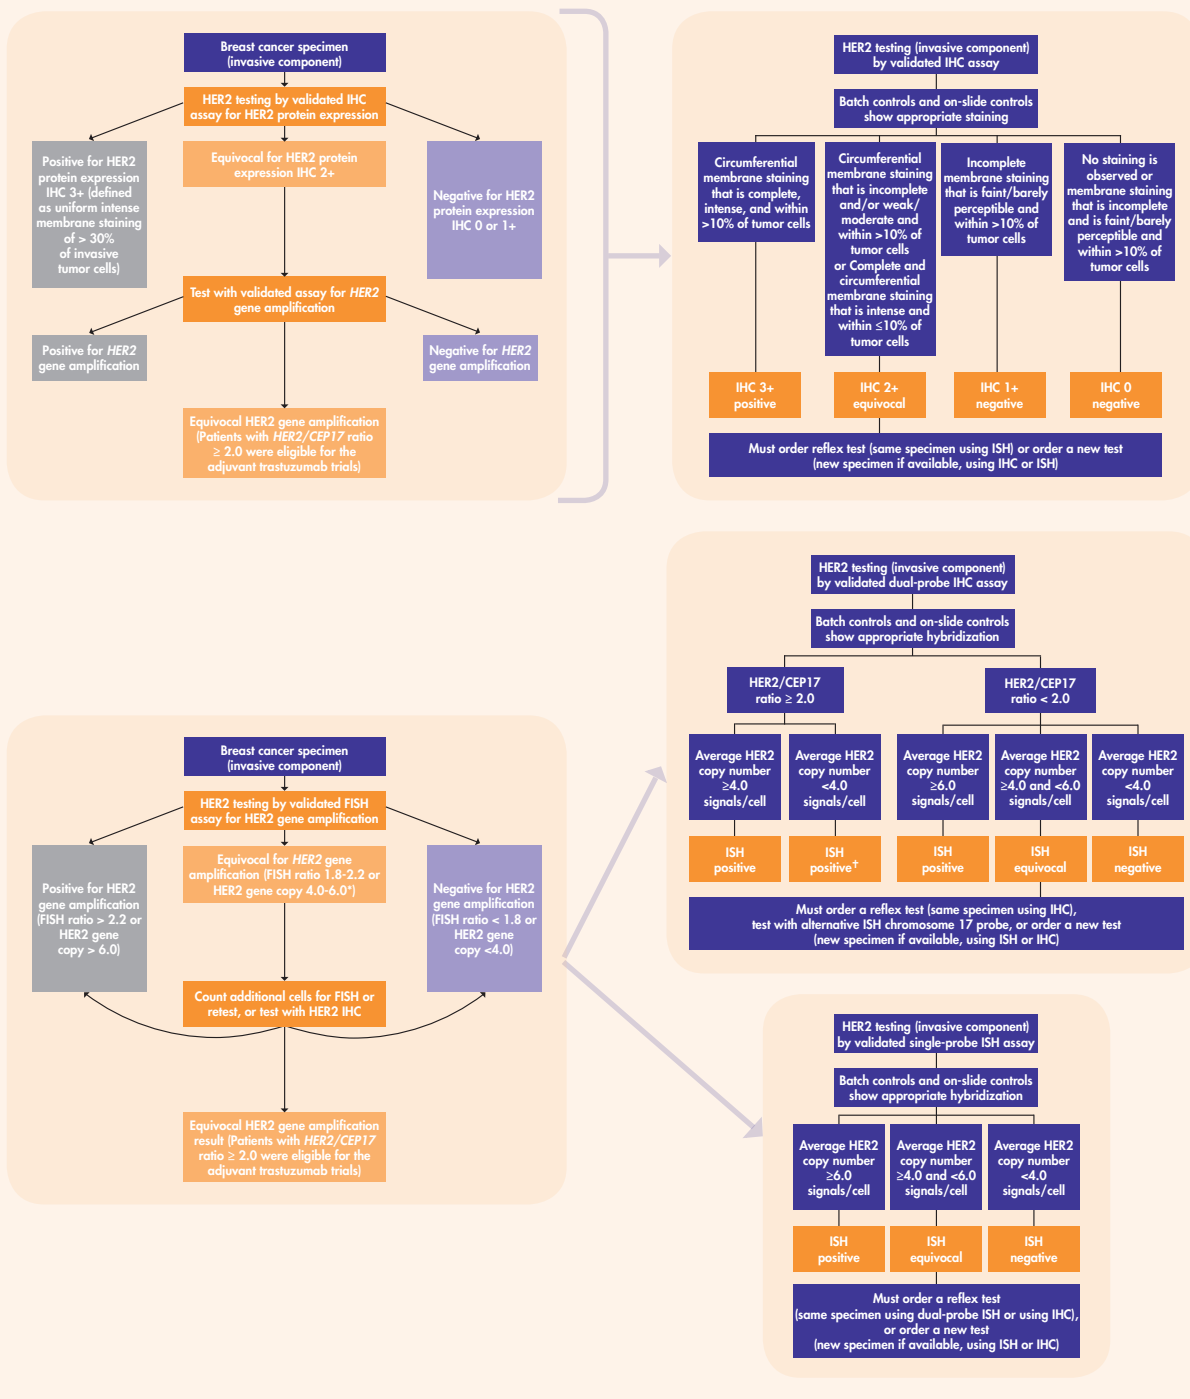 Breast cancer specimen
(invasive component)
HER2 testing by validated IHC
assay for HER2 protein expression
Positive for HER2
protein expression
IHC 3+ (defined
as uniform intense
membrane staining
of > 30%
of invasive
tumor cells)
Equivocal for HER2 protein
expression IHC 2+
Negative for HER2
protein expression
IHC 0 or 1+
Test with validated assay for HER2
gene amplification
Positive for HER2
gene amplification
Negative for HER2
gene amplification
Equivocal HER2 gene amplification
(Patients with HER2/CEP17 ratio
≥ 2.0 were eligible for the
adjuvant trastuzumab trials)
HER2 testing (invasive component)
by validated IHC assay
Batch controls and on-slide controls
show appropriate staining
Circumferential
membrane staining
that is complete,
intense, and within
>10% of tumor cells
Circumferential
membrane staining
that is incomplete
and/or weak/
moderate and
within >10% of
tumor cells
or Complete and
circumferential
membrane staining
that is intense and
within ≤10% of
tumor cells
Incomplete
membrane staining
that is faint/barely
perceptible and
within >10% of
tumor cells
No staining is
observed or
membrane staining
that is incomplete
and is faint/barely
perceptible and
within >10% of
tumor cells
IHC 3+
positive
IHC 2+
equivocal
IHC 1+
negative
IHC 0
negative
Must order reflex test (same specimen using ISH) or order a new test
(new specimen if available, using IHC or ISH)
HER2 testing (invasive component)
by validated dual-probe IHC assay
Batch controls and on-slide controls
show appropriate hybridization
HER2/CEP17
ratio ≥ 2.0
HER2/CEP17
ratio < 2.0
Average HER2
copy number
≥4.0
signals/cell
Average HER2
copy number
<4.0
signals/cell
Average HER2
copy number
≥6.0
signals/cell
Average HER2
copy number
≥4.0 and <6.0
signals/cell
Average HER2
copy number
<4.0
signals/cell
ISH
positive
ISH
positive†
ISH
positive
ISH
equivocal
ISH
negative
Must order a reflex test (same specimen using IHC),
test with alternative ISH chromosome 17 probe, or order a new test
(new specimen if available, using ISH or IHC)
Breast cancer specimen
(invasive component)
HER2 testing by validated FISH
assay for HER2 gene amplification
Positive for HER2
gene amplification
(FISH ratio > 2.2 or
HER2 gene
copy > 6.0)
Equivocal for HER2 gene
amplification (FISH ratio 1.8-2.2 or
HER2 gene copy 4.0-6.0*)
Negative for HER2
gene amplification
(FISH ratio < 1.8 or
HER2 gene
copy <4.0)
Count additional cells for FISH or
retest, or test with HER2 IHC
Equivocal HER2 gene amplification
result (Patients with HER2/CEP17
ratio ≥ 2.0 were eligible for the
adjuvant trastuzumab trials)
HER2 testing (invasive component)
by validated single-probe ISH assay
Batch controls and on-slide controls
show appropriate hybridization
Average HER2
copy number
≥6.0
signals/cell
Average HER2
copy number
≥4.0 and <6.0
signals/cell
Average HER2
copy number
<4.0
signals/cell
ISH
positive
ISH
equivocal
ISH
negative
Must order a reflex test
(same specimen using dual-probe ISH or using IHC),
or order a new test
(new specimen if available, using ISH or IHC)